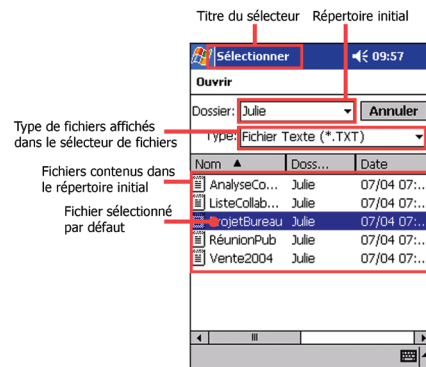 Titre du sélecteur Répertoire initial
Sélectionner 09:57
Ouvrir
Dossier: Julie Annuler
Type: Fichier Texte (*.TXT)
Type de fichiers affichés
dans le sélecteur de fichiers
Nom Doss... Date
Fichiers contenus dans
le répertoire initial
AnalyseCo... Julie 07/04 07:..
ListeCollab... Julie 07/04 07:..
Fichier sélectionné
par défaut
ProjetBureau Julie 07/04 07:..
RéunionPub Julie 07/04 07:..
Vente2004 Julie 07/04 07:..